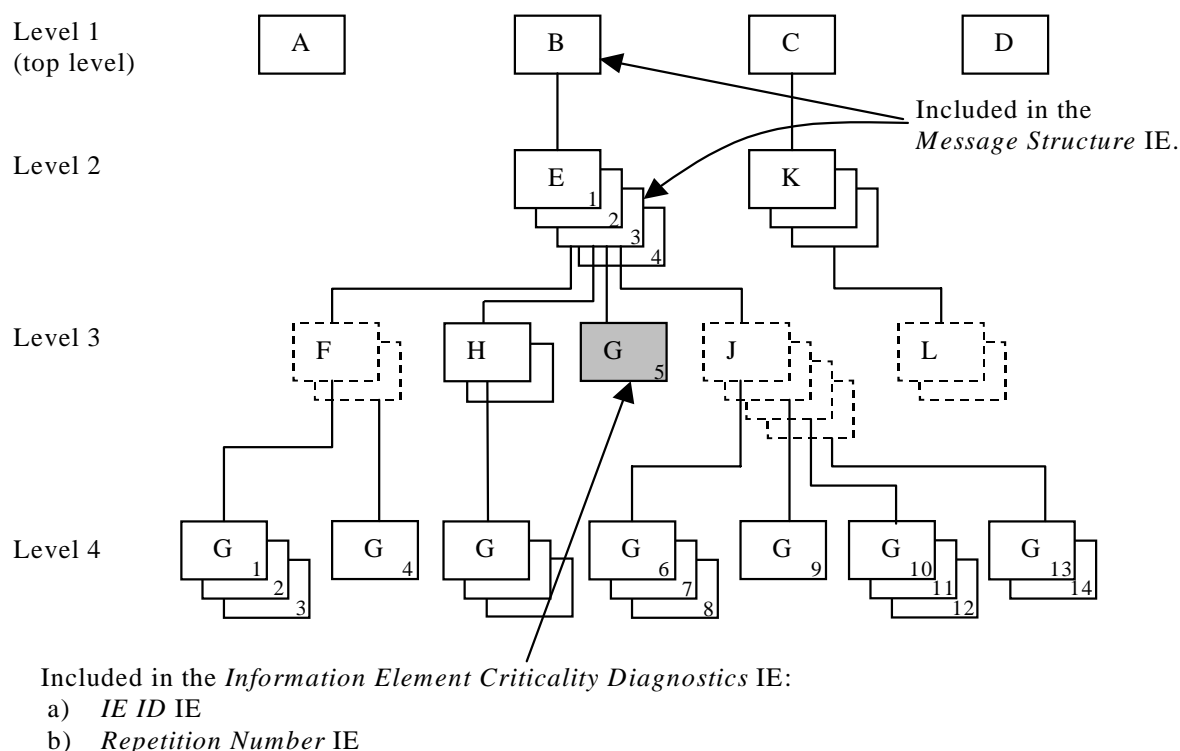 Level 1
(top level)
A
B
C
D
Included in the
Message Structure IE.
Level 2
E
1
2
3
4
K
Level 3
F
H
G
5
J
L
Level 4
G
1
2
3
G
4
G
G
6
7
8
G
9
G
10
11
12
G
13
14
Included in the Information Element Criticality Diagnostics IE:
a) IE ID IE
b) Repetition Number IE